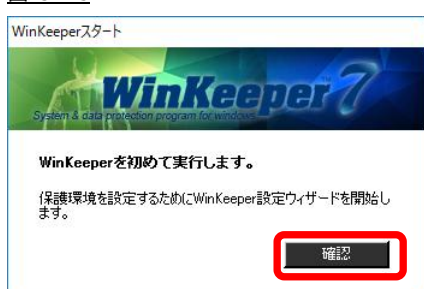 WinKeeperスタート
WinKeeper 7
System & data protection program for windows
WinKeeperを初めて実行します。
保護環境を設定するためにWinKeeper設定ウィザードを開始し
ます。
確認